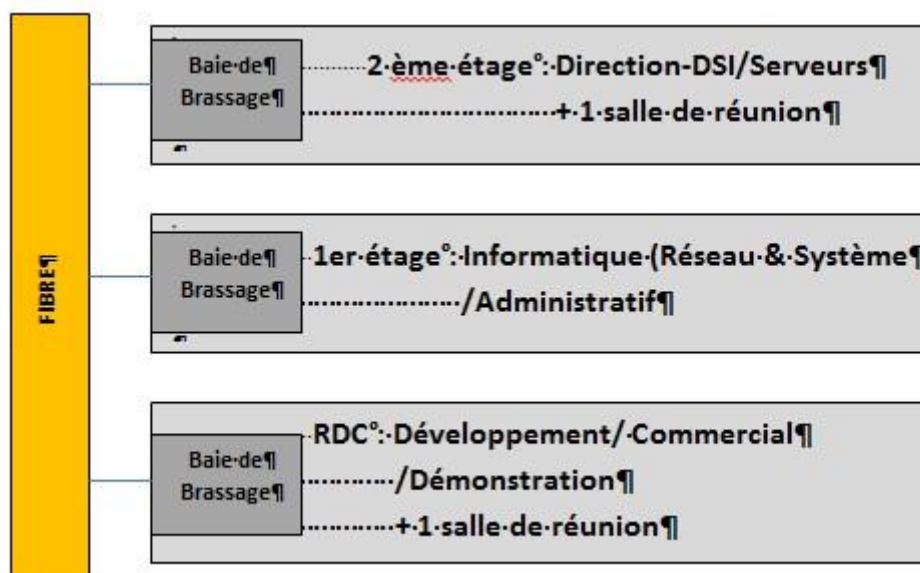 FIBRE¶
Baie·de¶
Brassage¶
2·ème·étage°:·Direction-DSI/Serveurs¶
+·1·salle·de·réunion¶
¶
Baie·de¶
Brassage¶
1er·étage°:·Informatique·(Réseau·&·Système¶
/Administratif¶
¶
Baie·de¶
Brassage¶
RDC°:·Développement/·Commercial¶
/Démonstration¶
+·1·salle·de·réunion¶